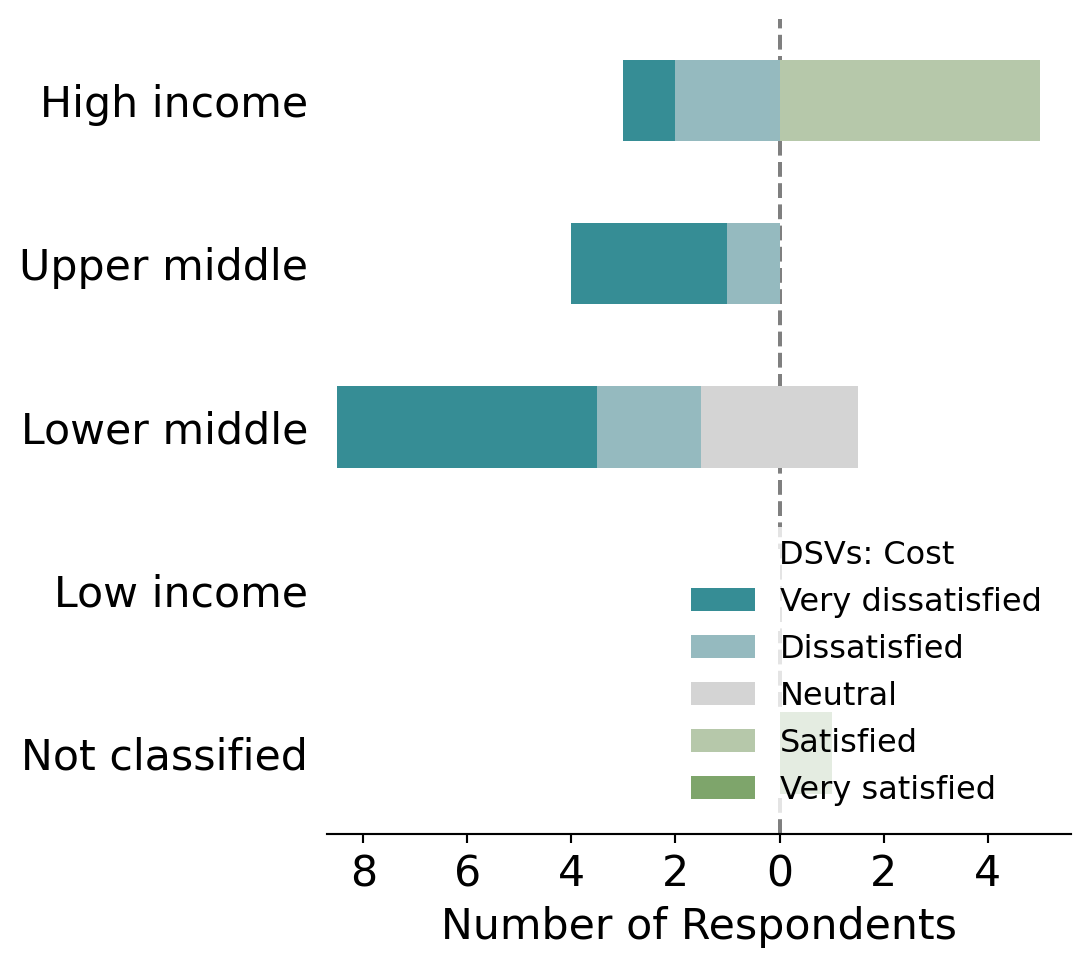 High income
Upper middle
Lower middle
Low income
Not classified
DSVs: Cost
Very dissatisfied
Dissatisfied
Neutral
Satisfied
Very satisfied
8 6 4 2 0 2 4
Number of Respondents